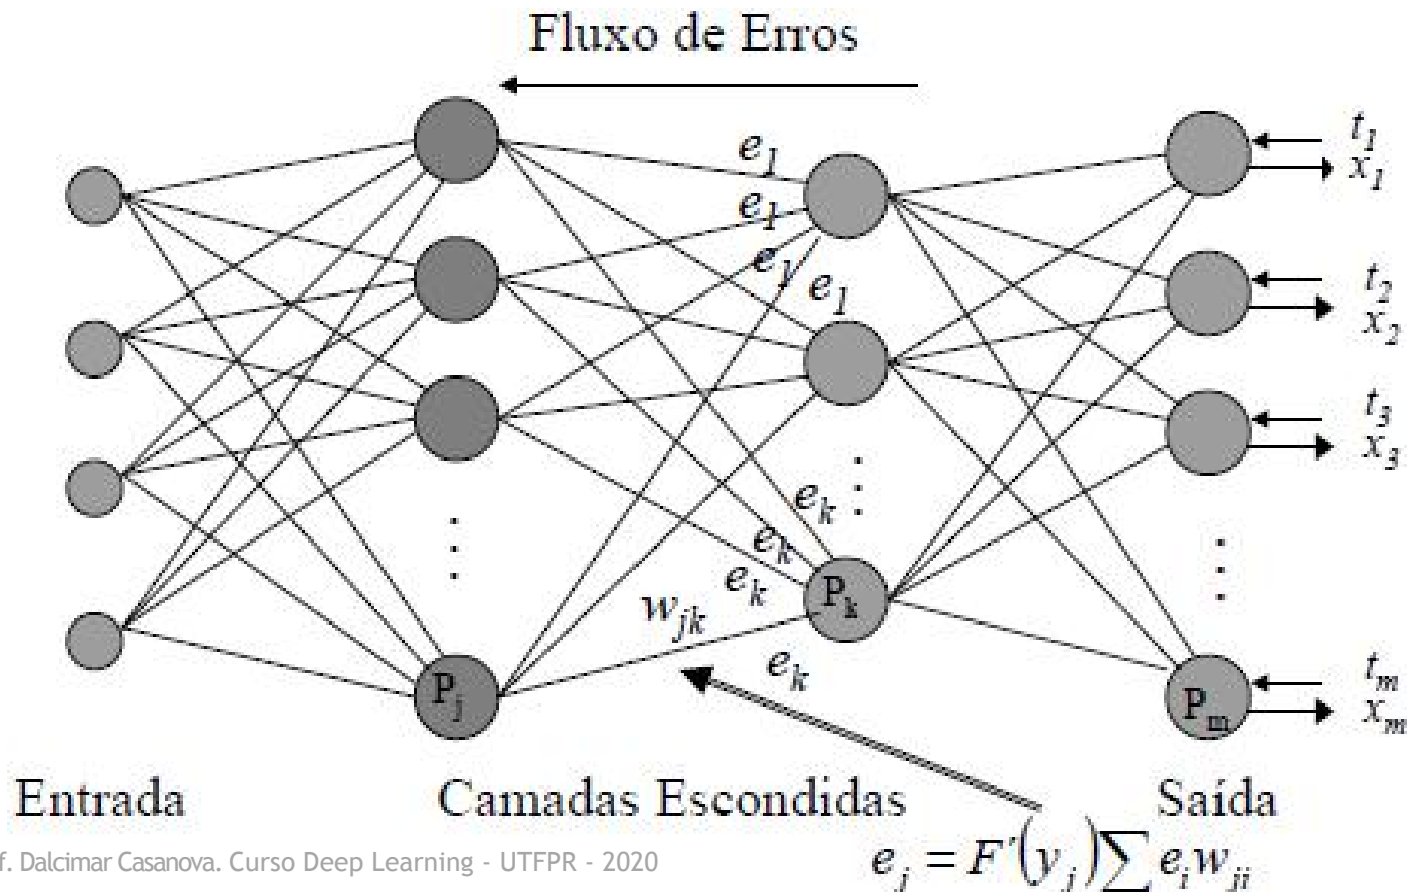 Fluxo de Erros
e1
e1
e1
e1
t1
x1
t2
x2
t3
x3
ek
ek
ek
wjk
Pk
ek
Pj
Pm
tm
xm
Entrada
Camadas Escondidas
Saída
f. Dalcimar Casanova. Curso Deep Learning - UTFPR - 2020
ej = F'(yj)∑ eiwji